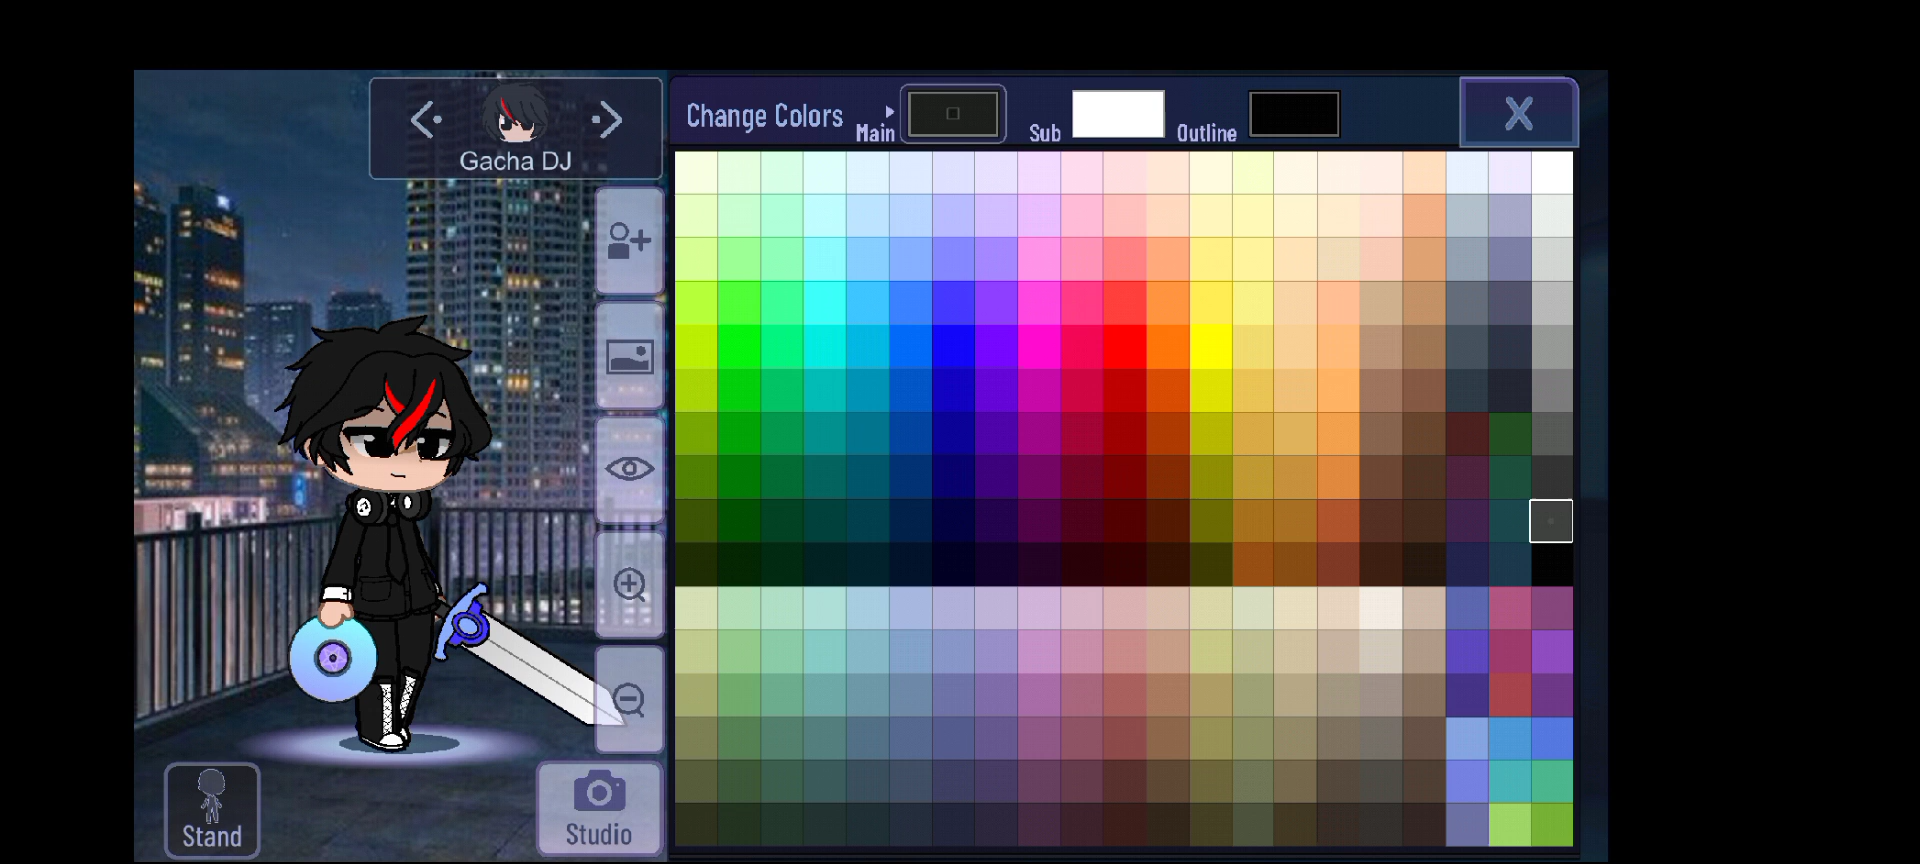 Gacha DJ
Change Colors
Main
Sub
Outline
X
Stand
Studio